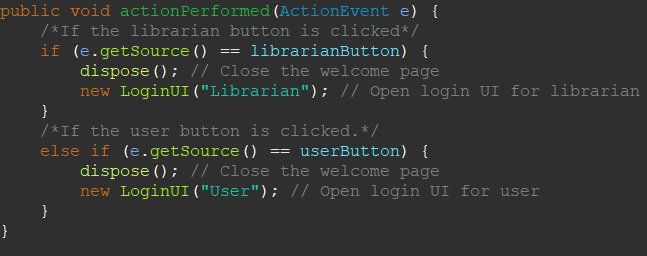 public void actionPerformed(ActionEvent e) {
/*If the librarian button is clicked*/
if (e.getSource() == librarianButton) {
dispose(); // Close the welcome page
new LoginUI("Librarian"); // Open login UI for librarian
}
/*If the user button is clicked.*/
else if (e.getSource() == userButton) {
dispose(); // Close the welcome page
new LoginUI("User"); // Open login UI for user
}
}